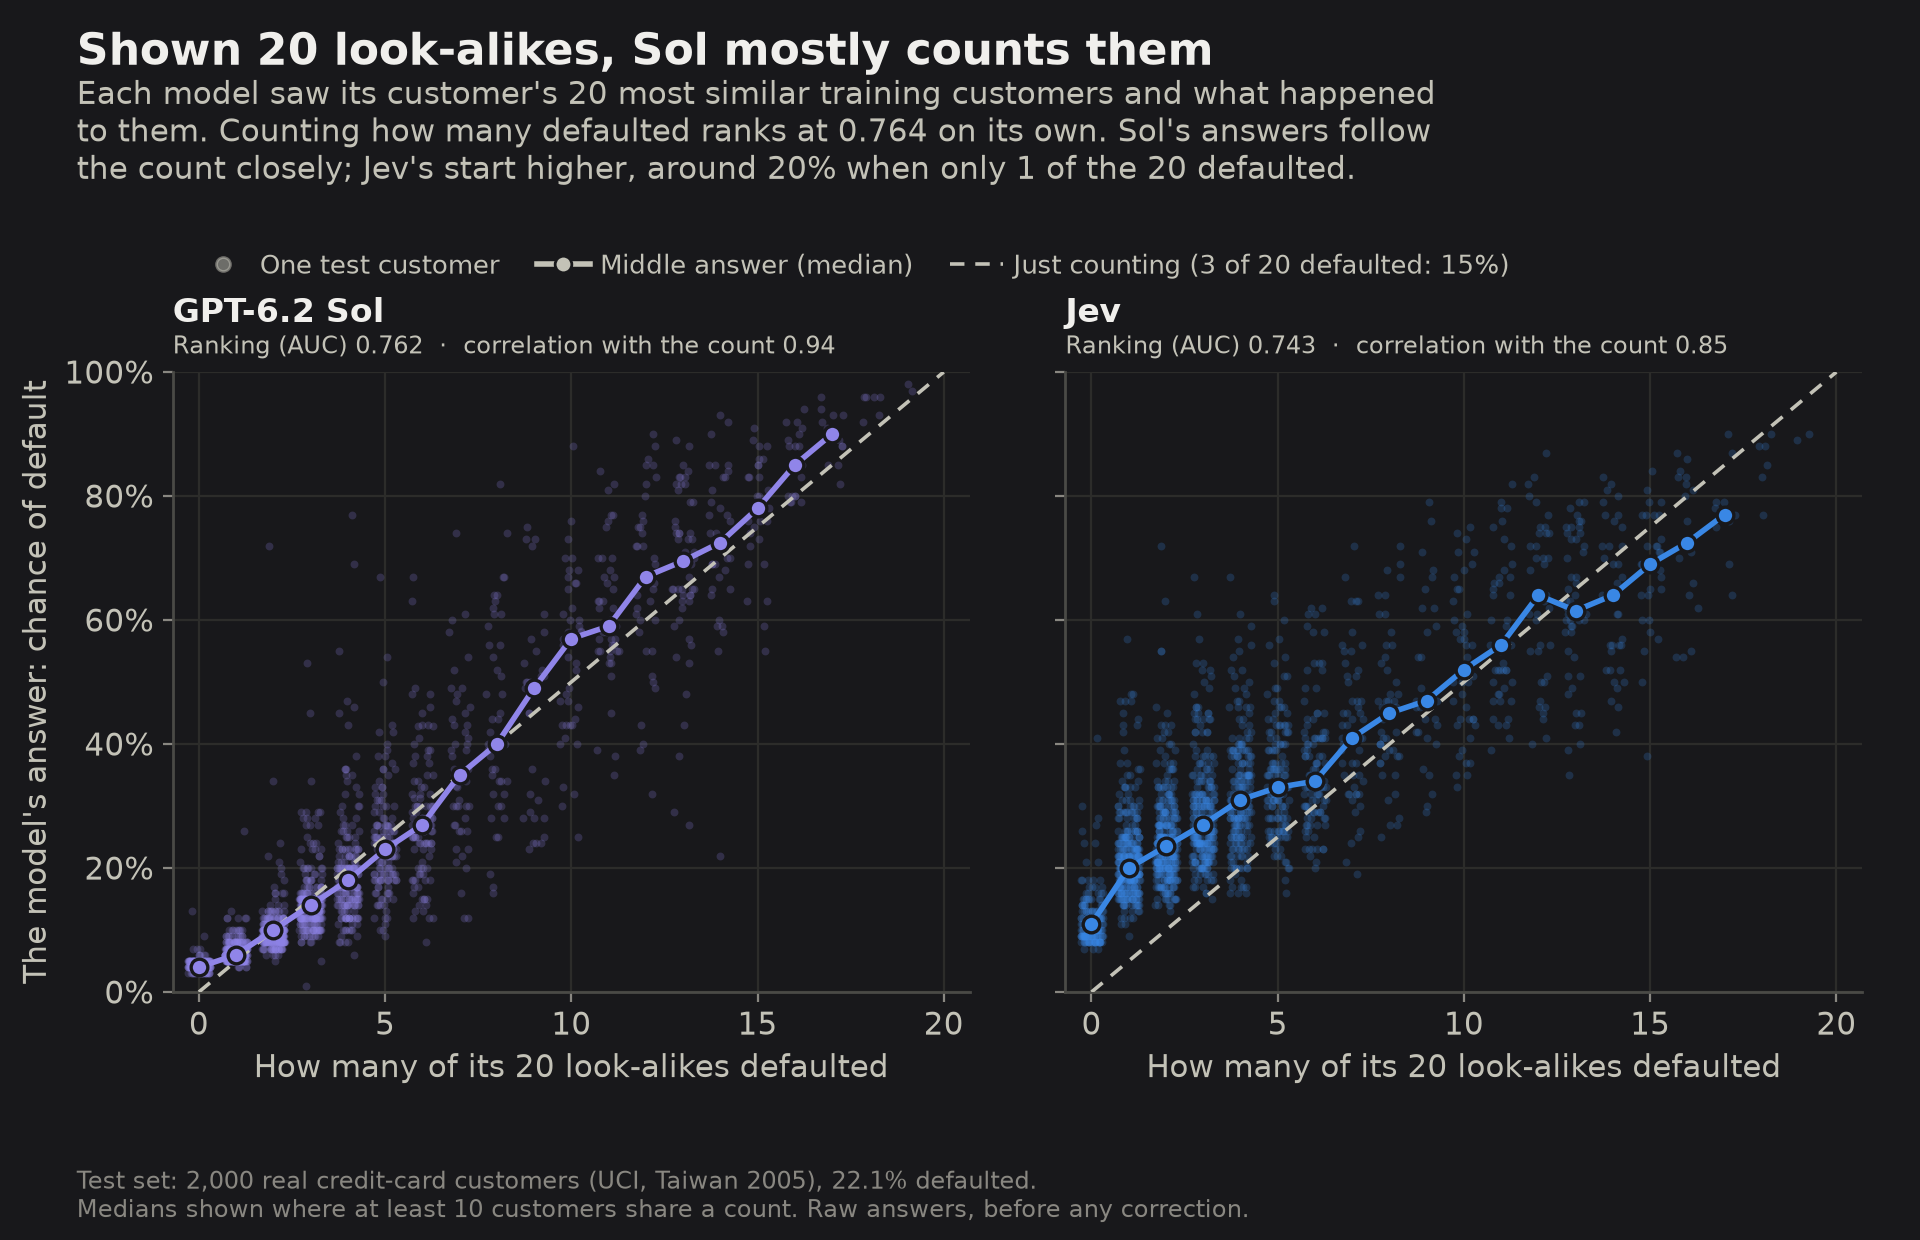 Shown 20 look-alikes, Sol mostly counts them
Each model saw its customer's 20 most similar training customers and what happened
to them. Counting how many defaulted ranks at 0.764 on its own. Sol's answers follow
the count closely; Jev's start higher, around 20% when only 1 of the 20 defaulted.
One test customer
Middle answer (median)
Just counting (3 of 20 defaulted: 15%)
GPT-6.2 Sol
Ranking (AUC) 0.762 · correlation with the count 0.94
The model's answer: chance of default
100%
80%
60%
40%
20%
0%
0 5 10 15 20
How many of its 20 look-alikes defaulted
Jev
Ranking (AUC) 0.743 · correlation with the count 0.85
0 5 10 15 20
How many of its 20 look-alikes defaulted
Test set: 2,000 real credit-card customers (UCI, Taiwan 2005), 22.1% defaulted.
Medians shown where at least 10 customers share a count. Raw answers, before any correction.